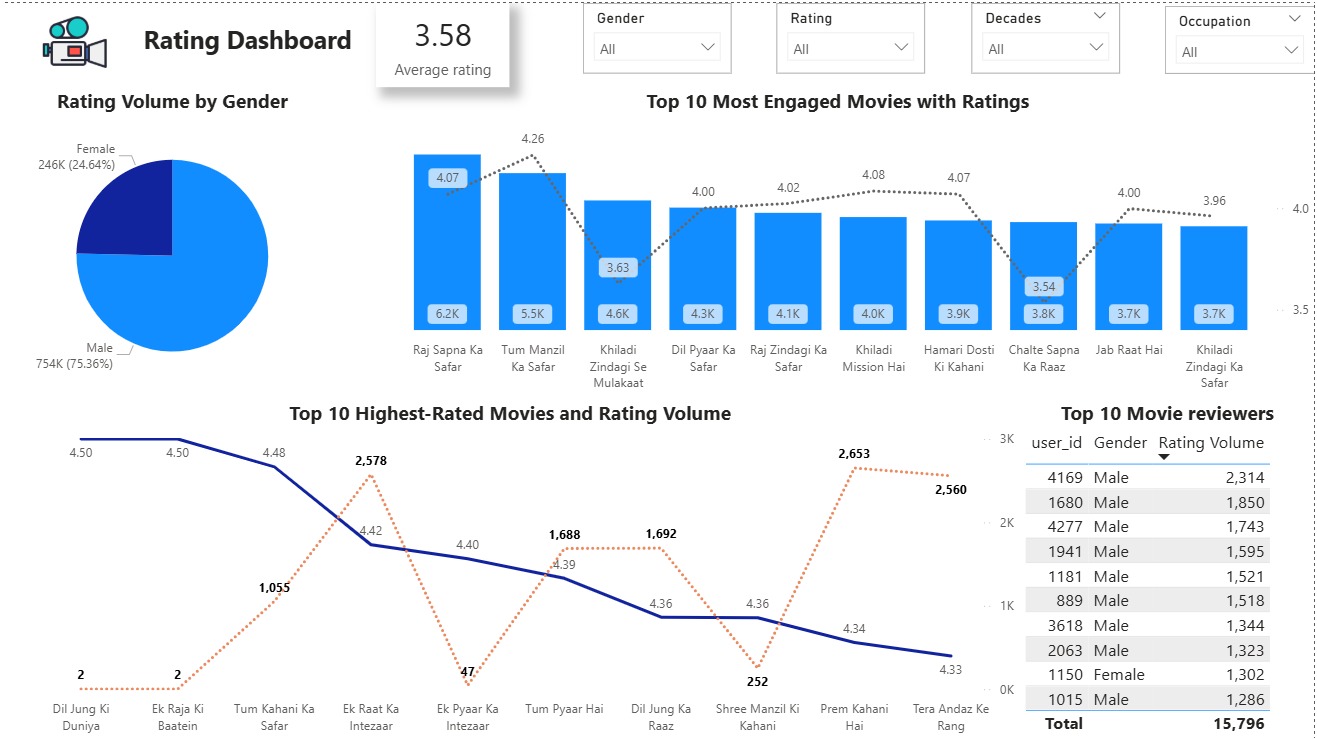 Rating Dashboard
3.58
Average rating
Gender
All
Rating
All
Decades
All
Occupation
All
Rating Volume by Gender
Female
246K (24.64%)
Male
754K (75.36%)
Top 10 Most Engaged Movies with Ratings
4.07
4.26
3.63
4.00
4.02
4.08
4.07
3.54
4.00
3.96
4.0
3.5
6.2K
5.5K
4.6K
4.3K
4.1K
4.0K
3.9K
3.8K
3.7K
3.7K
Raj Sapna Ka
Safar
Tum Manzil
Ka Safar
Khiladi
Zindagi Se
Mulakaat
Dil Pyaar Ka
Safar
Raj Zindagi Ka
Safar
Khiladi
Mission Hai
Hamari Dosti
Ki Kahani
Chalte Sapna
Ka Raaz
Jab Raat Hai
Khiladi
Zindagi Ka
Safar
Top 10 Highest-Rated Movies and Rating Volume
4.50
4.50
4.48
4.42
4.40
4.39
4.36
4.36
4.34
4.33
2
2
1,055
2,578
47
1,688
1,692
252
2,653
2,560
3K
2K
1K
0K
Dil Jung Ki
Duniya
Ek Raja Ki
Baatein
Tum Kahani Ka
Safar
Ek Raat Ka
Intezaar
Ek Pyaar Ka
Intezaar
Tum Pyaar Hai
Dil Jung Ka
Raaz
Shree Manzil Ki
Kahani
Prem Kahani
Hai
Tera Andaz Ke
Rang
Top 10 Movie reviewers
user_id Gender Rating Volume
4169 Male 2,314
1680 Male 1,850
4277 Male 1,743
1941 Male 1,595
1181 Male 1,521
889 Male 1,518
3618 Male 1,344
2063 Male 1,323
1150 Female 1,302
1015 Male 1,286
Total 15,796